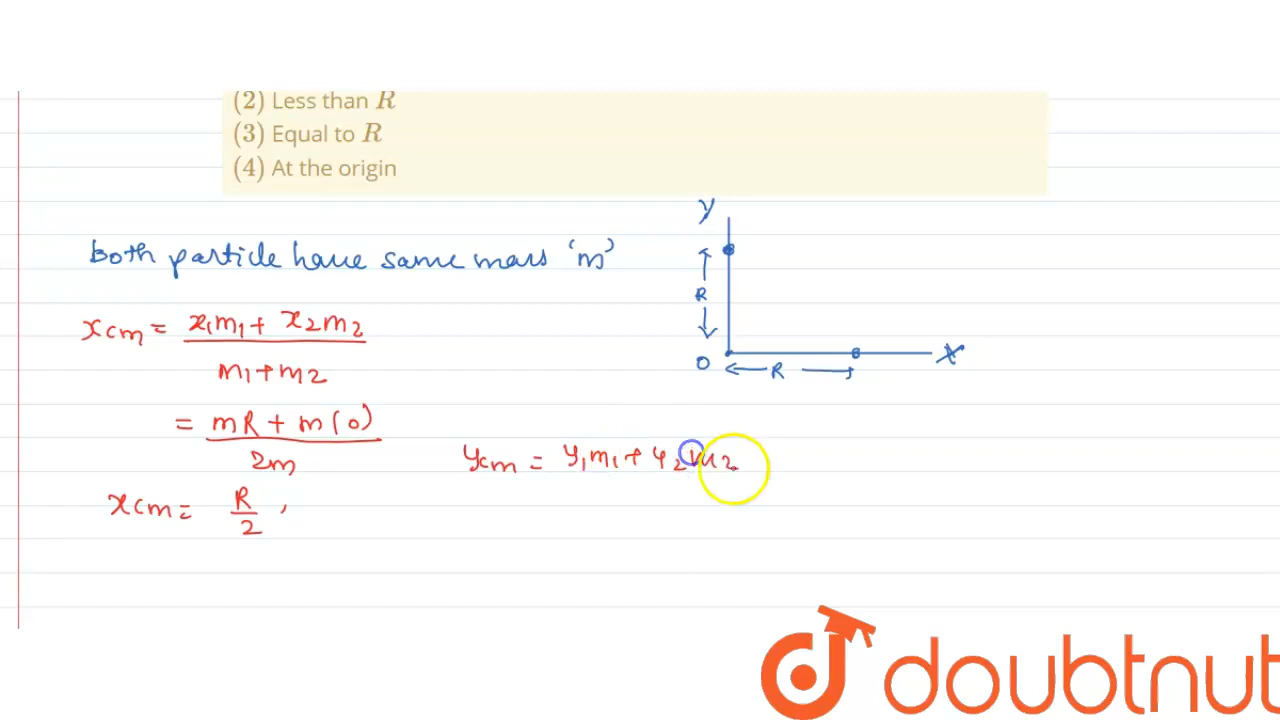 (2) Less than R
(3) Equal to R
(4) At the origin
y
Both particle have same mass 'm'
R
xcm = x1m1 + x2m2
m1+m2
O
R
X
= mR + m(0)
2m
ycm = y1m1 + y2m2
xcm = R
2
,
doubtnut